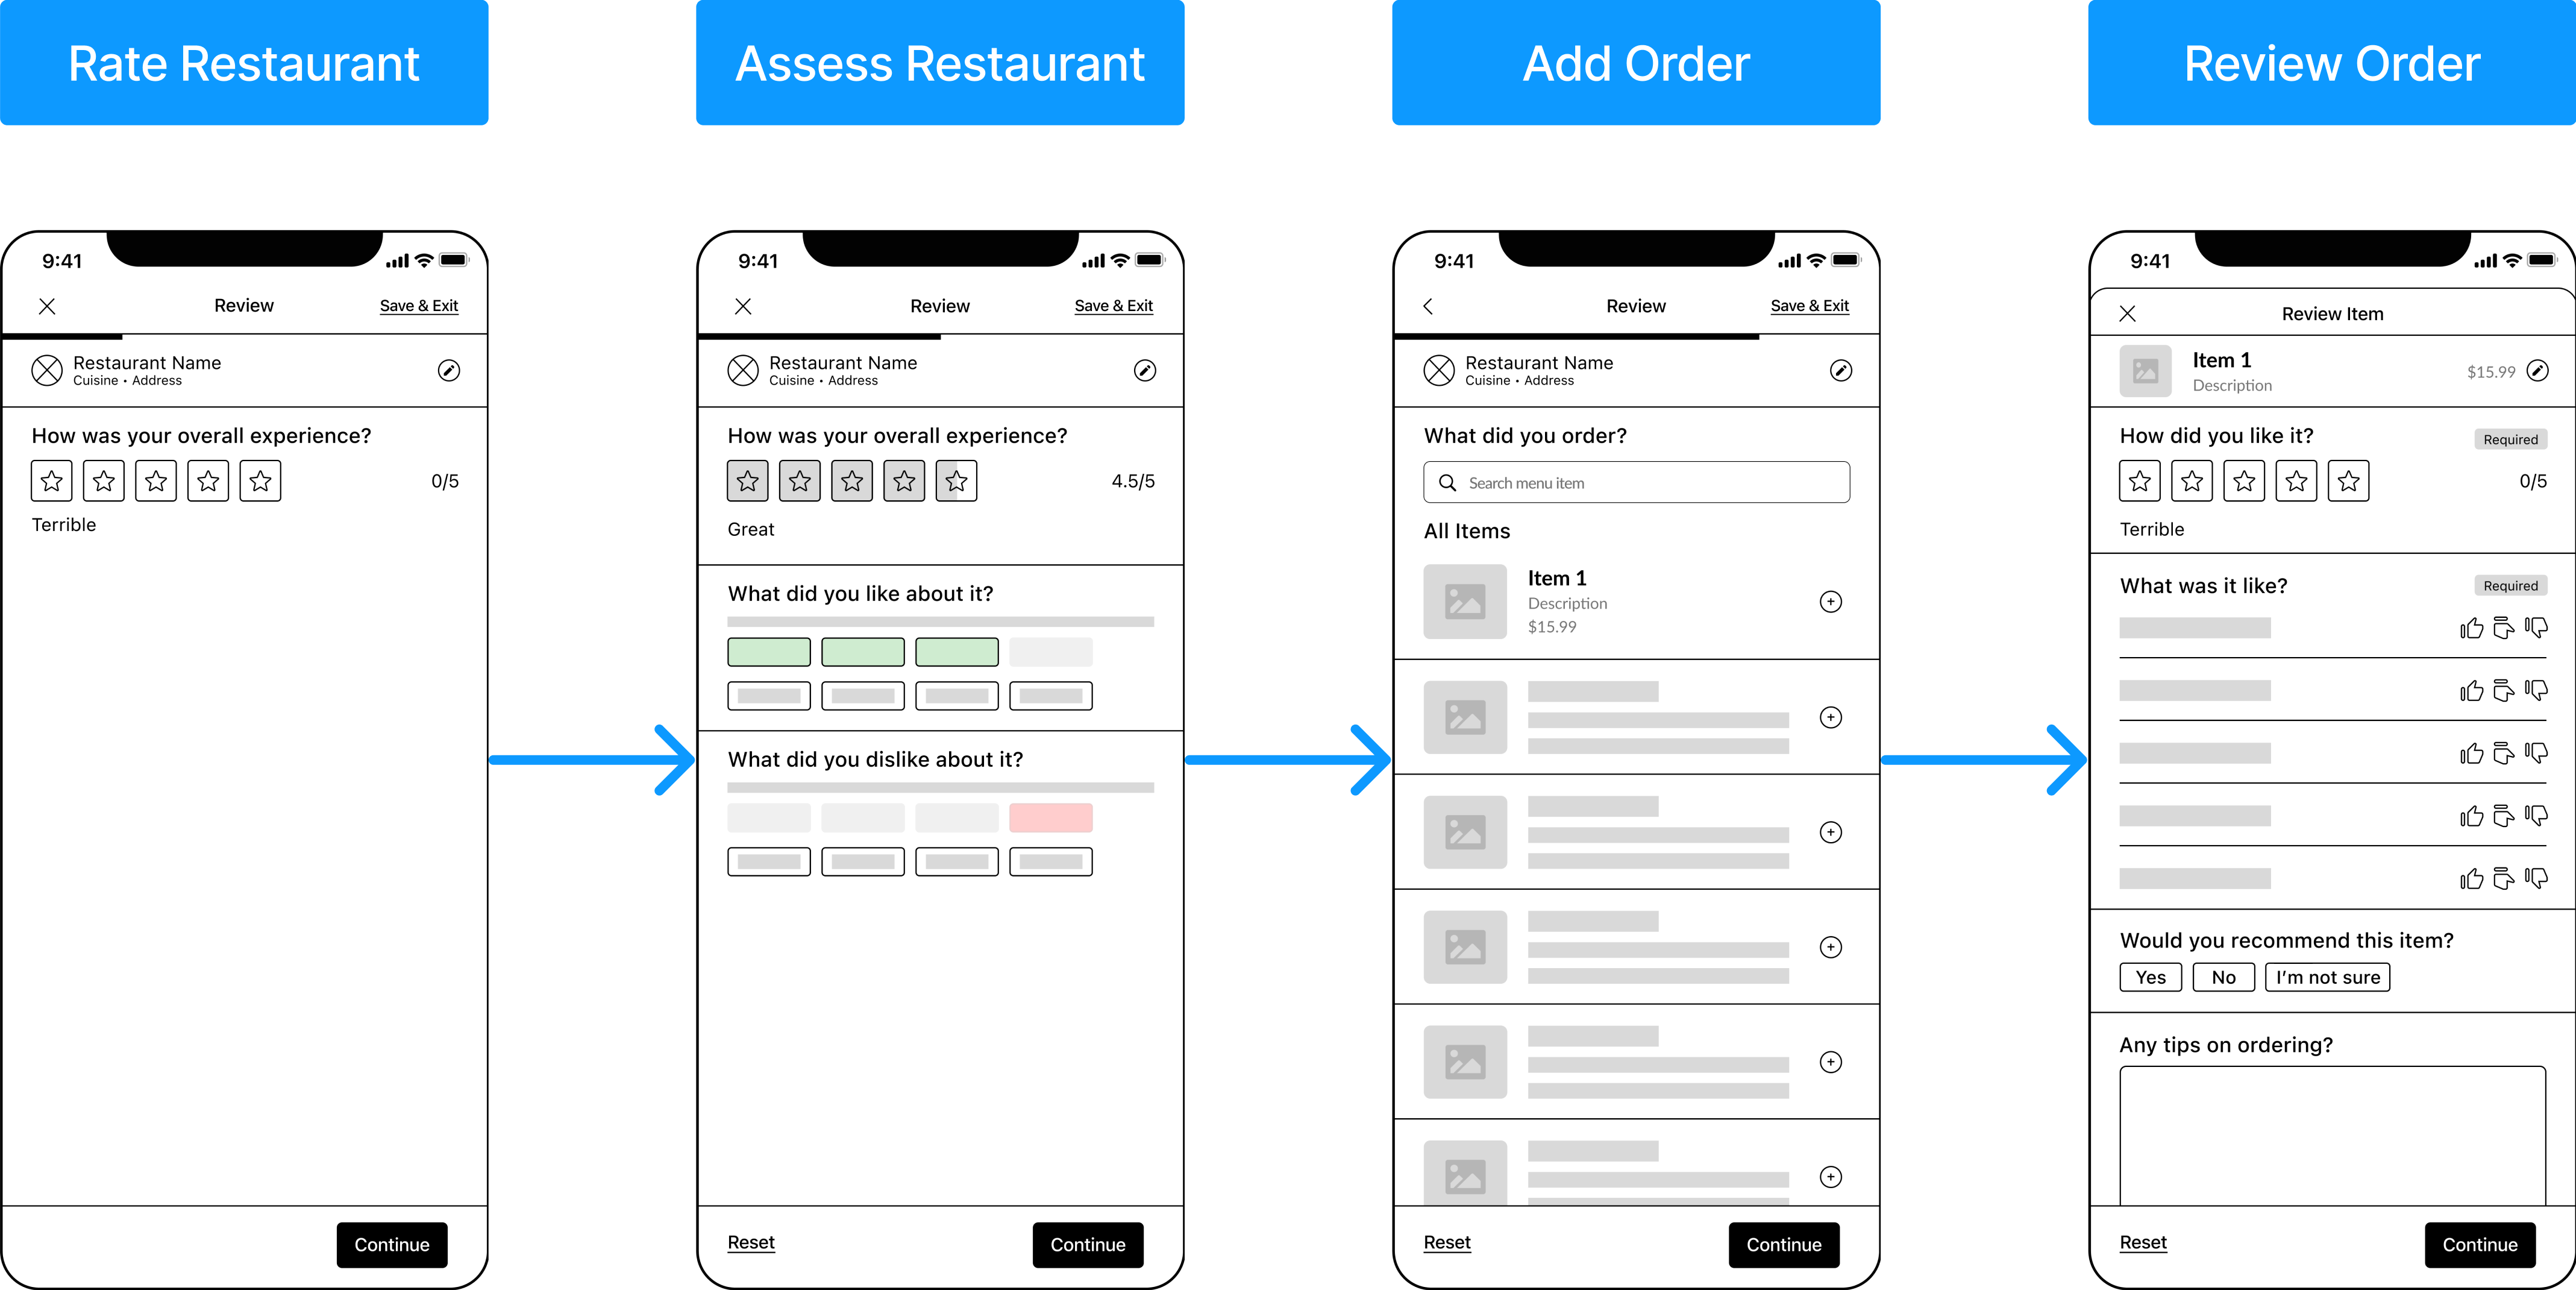 Rate Restaurant
Assess Restaurant
Add Order
Review Order
9:41
Review
Save & Exit
Restaurant Name
Cuisine • Address
How was your overall experience?
0/5
Terrible
Continue
9:41
Review
Save & Exit
Restaurant Name
Cuisine • Address
How was your overall experience?
4.5/5
Great
What did you like about it?
What did you dislike about it?
Reset
Continue
9:41
Review
Save & Exit
Restaurant Name
Cuisine • Address
What did you order?
Search menu item
All Items
Item 1
Description
$15.99
Reset
Continue
9:41
Review Item
Item 1
Description
$15.99
How did you like it?
Required
0/5
Terrible
What was it like?
Required
Would you recommend this item?
Yes
No
I'm not sure
Any tips on ordering?
Reset
Continue